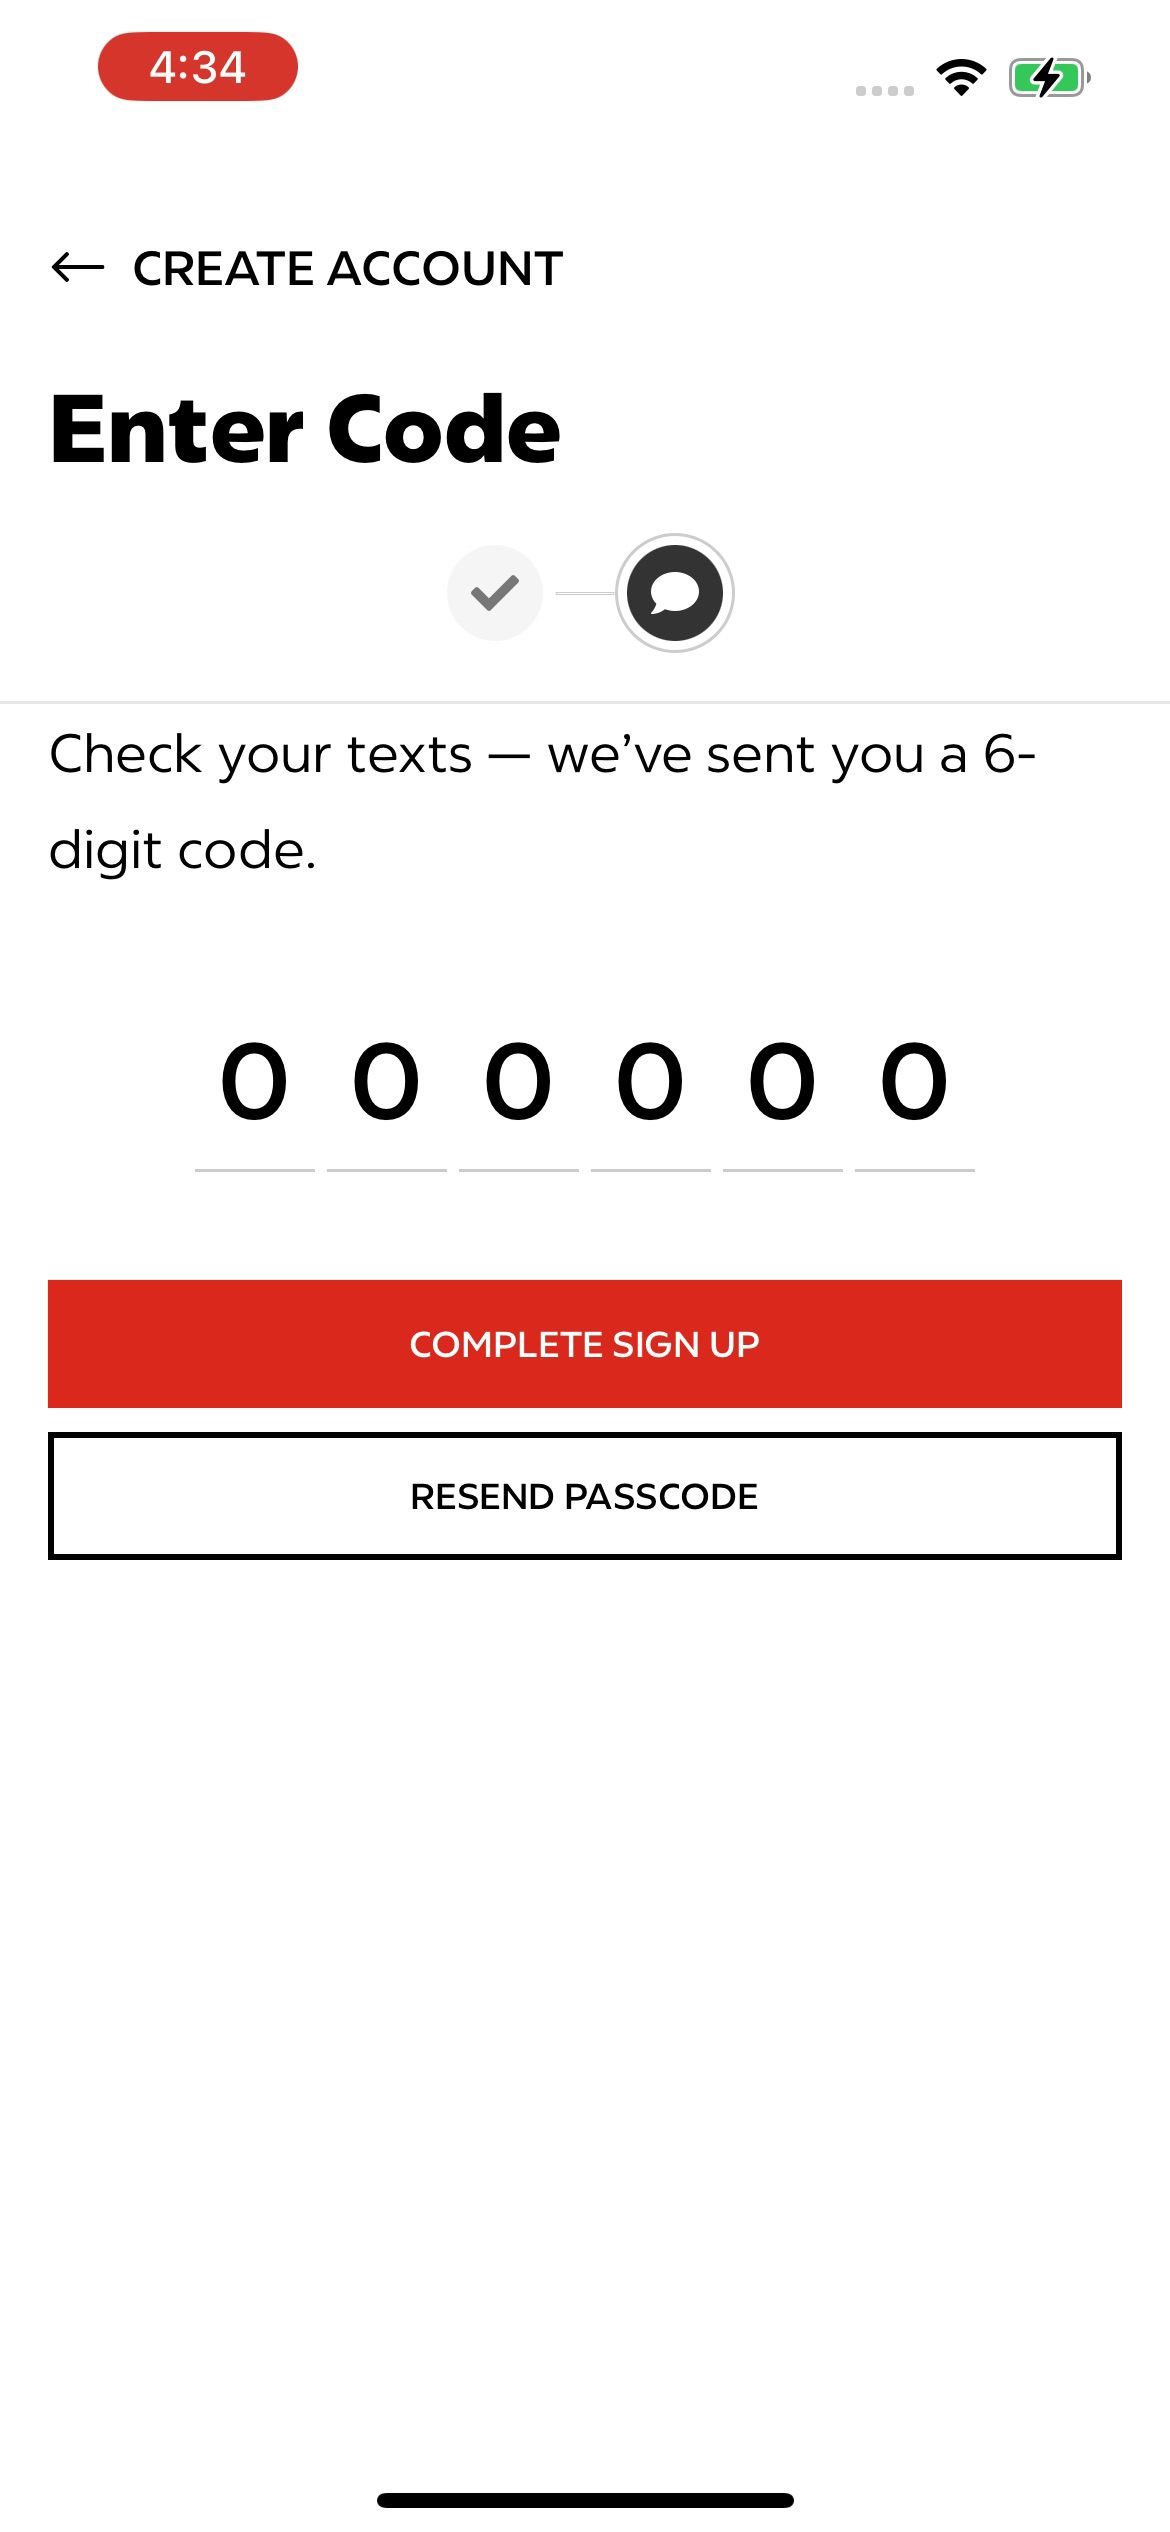 4:34
CREATE ACCOUNT
Enter Code
Check your texts — we’ve sent you a 6-
digit code.
0 0 0 0 0 0
COMPLETE SIGN UP
RESEND PASSCODE